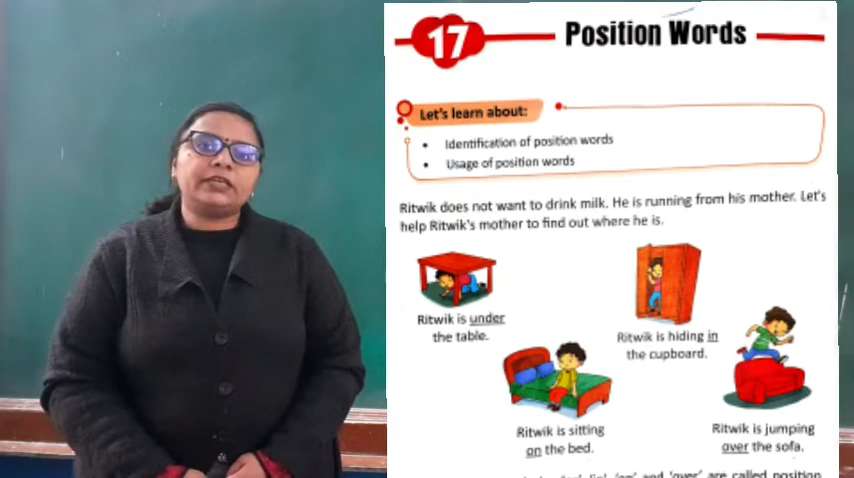 17
Position Words
Let's learn about:
• Identification of position words
• Usage of position words
Ritwik does not want to drink milk. He is running from his mother. Let's
help Ritwik's mother to find out where he is.
Ritwik is under
the table.
Ritwik is hiding in
the cupboard.
Ritwik is sitting
on the bed.
Ritwik is jumping
over the sofa.
'on' and 'over' are called position